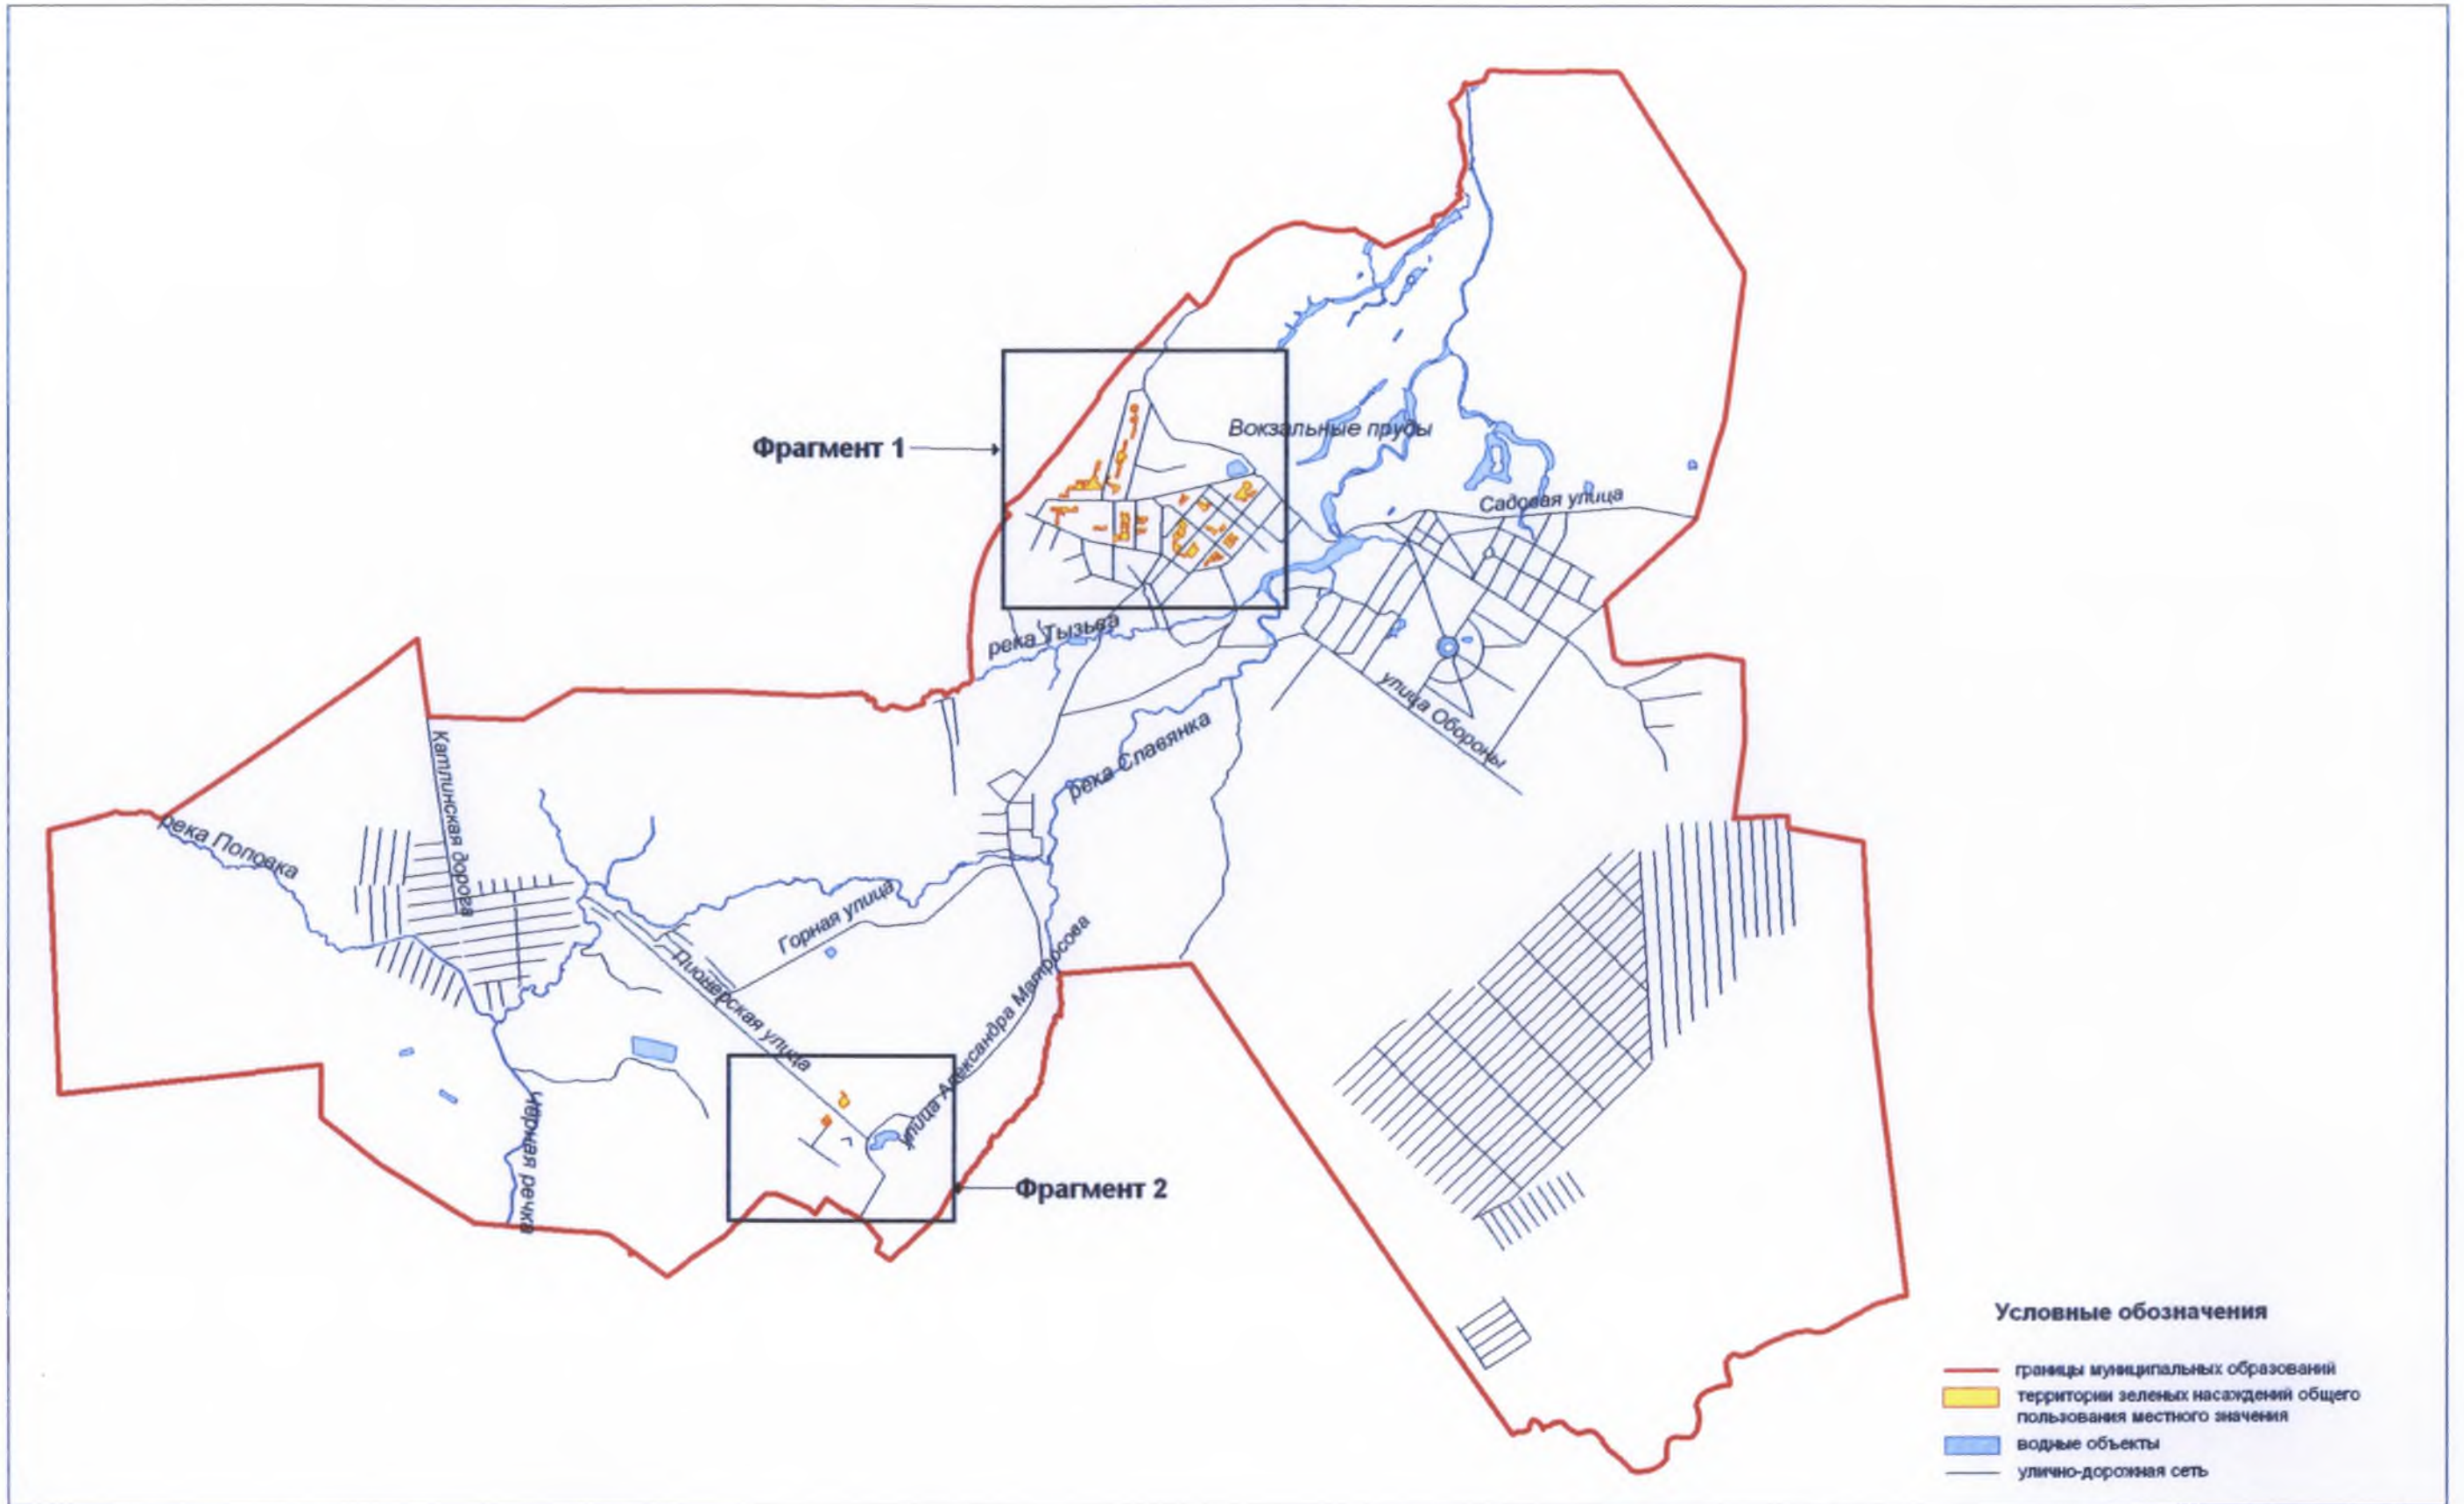 Фрагмент 1
Вокзальные пруды
Садовая улица
река Тызьва
улица Обороны
река Славянка
Катлинская дорога
река Поповка
Горная улица
Пионерская улица
улица Александра Матросова
Черная речка
Фрагмент 2
Условные обозначения
границы муниципальных образований
территории зеленых насаждений общего
пользования местного значения
водные объекты
улично-дорожная сеть